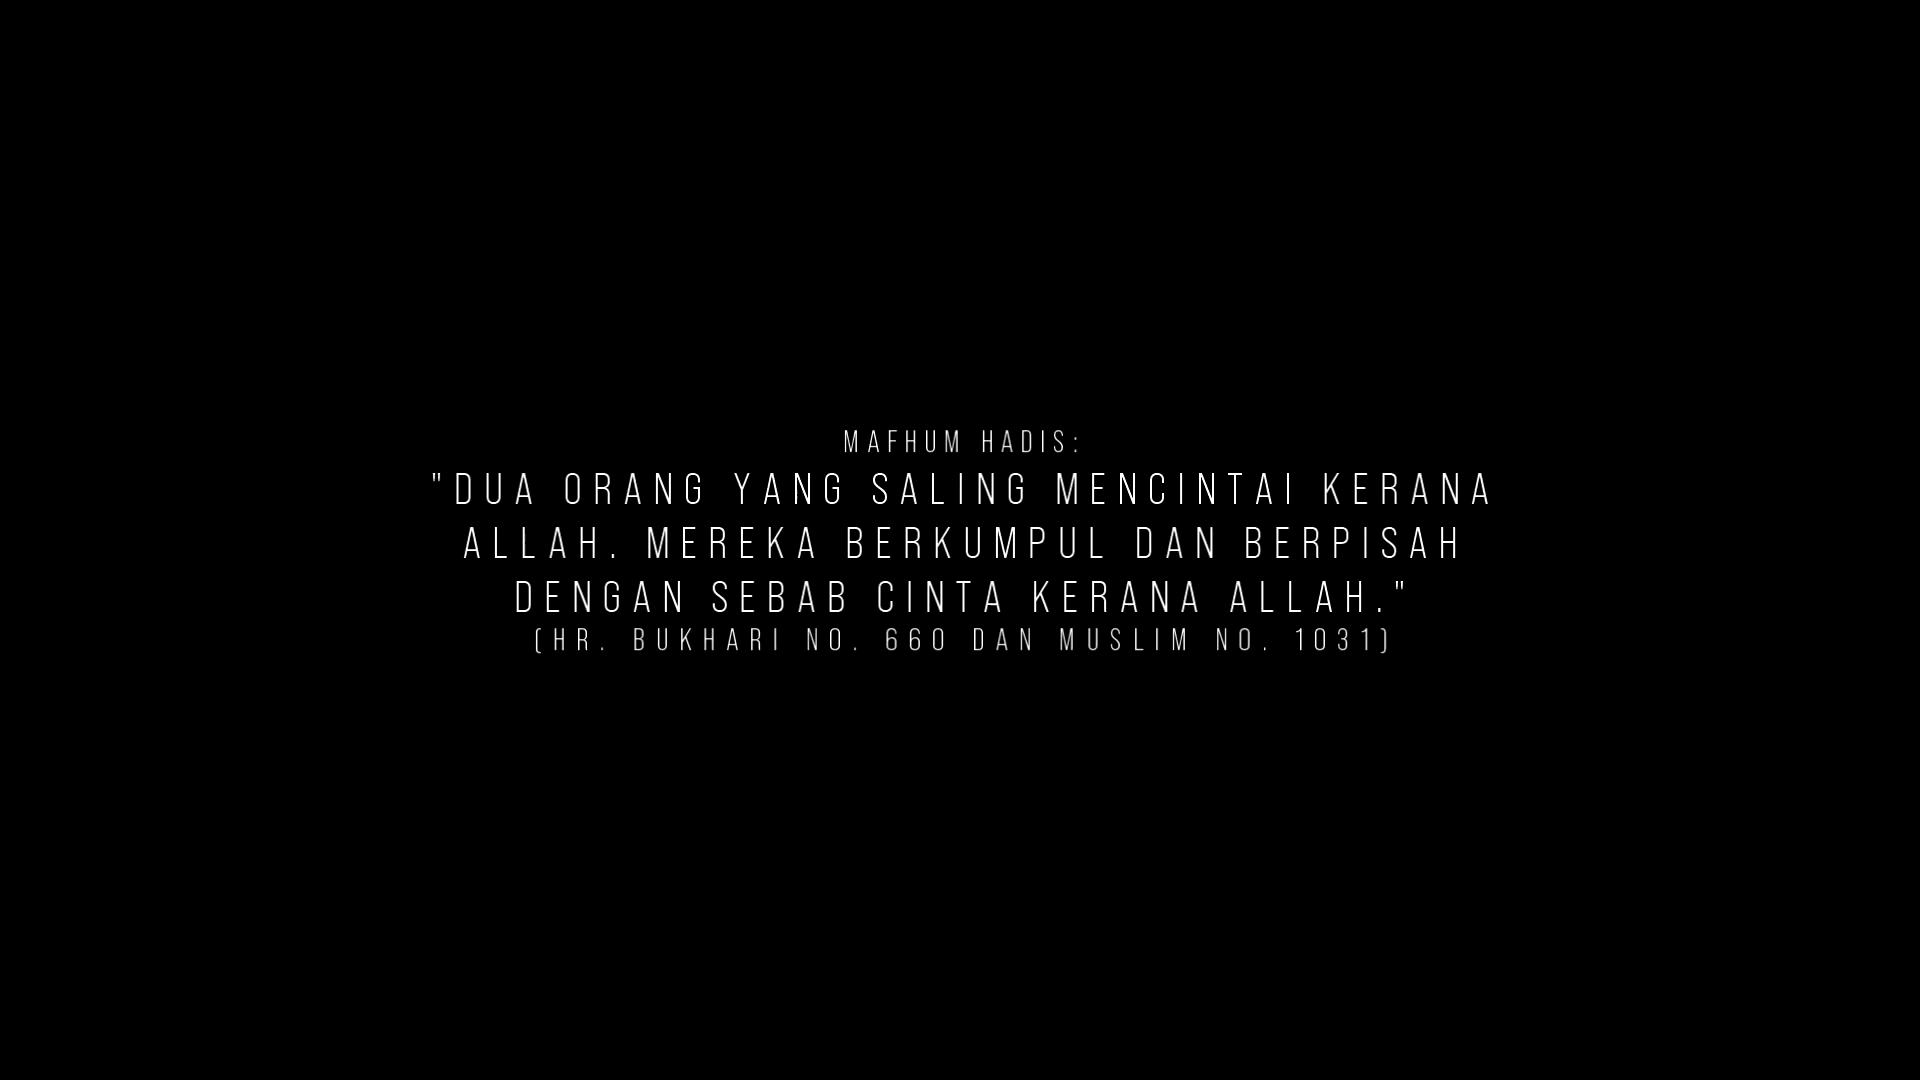 MAFHUM HADIS:
"DUA ORANG YANG SALING MENCINTAI KERANA
ALLAH. MEREKA BERKUMPUL DAN BERPISAH
DENGAN SEBAB CINTA KERANA ALLAH."
(HR. BUKHARI NO. 660 DAN MUSLIM NO. 1031)